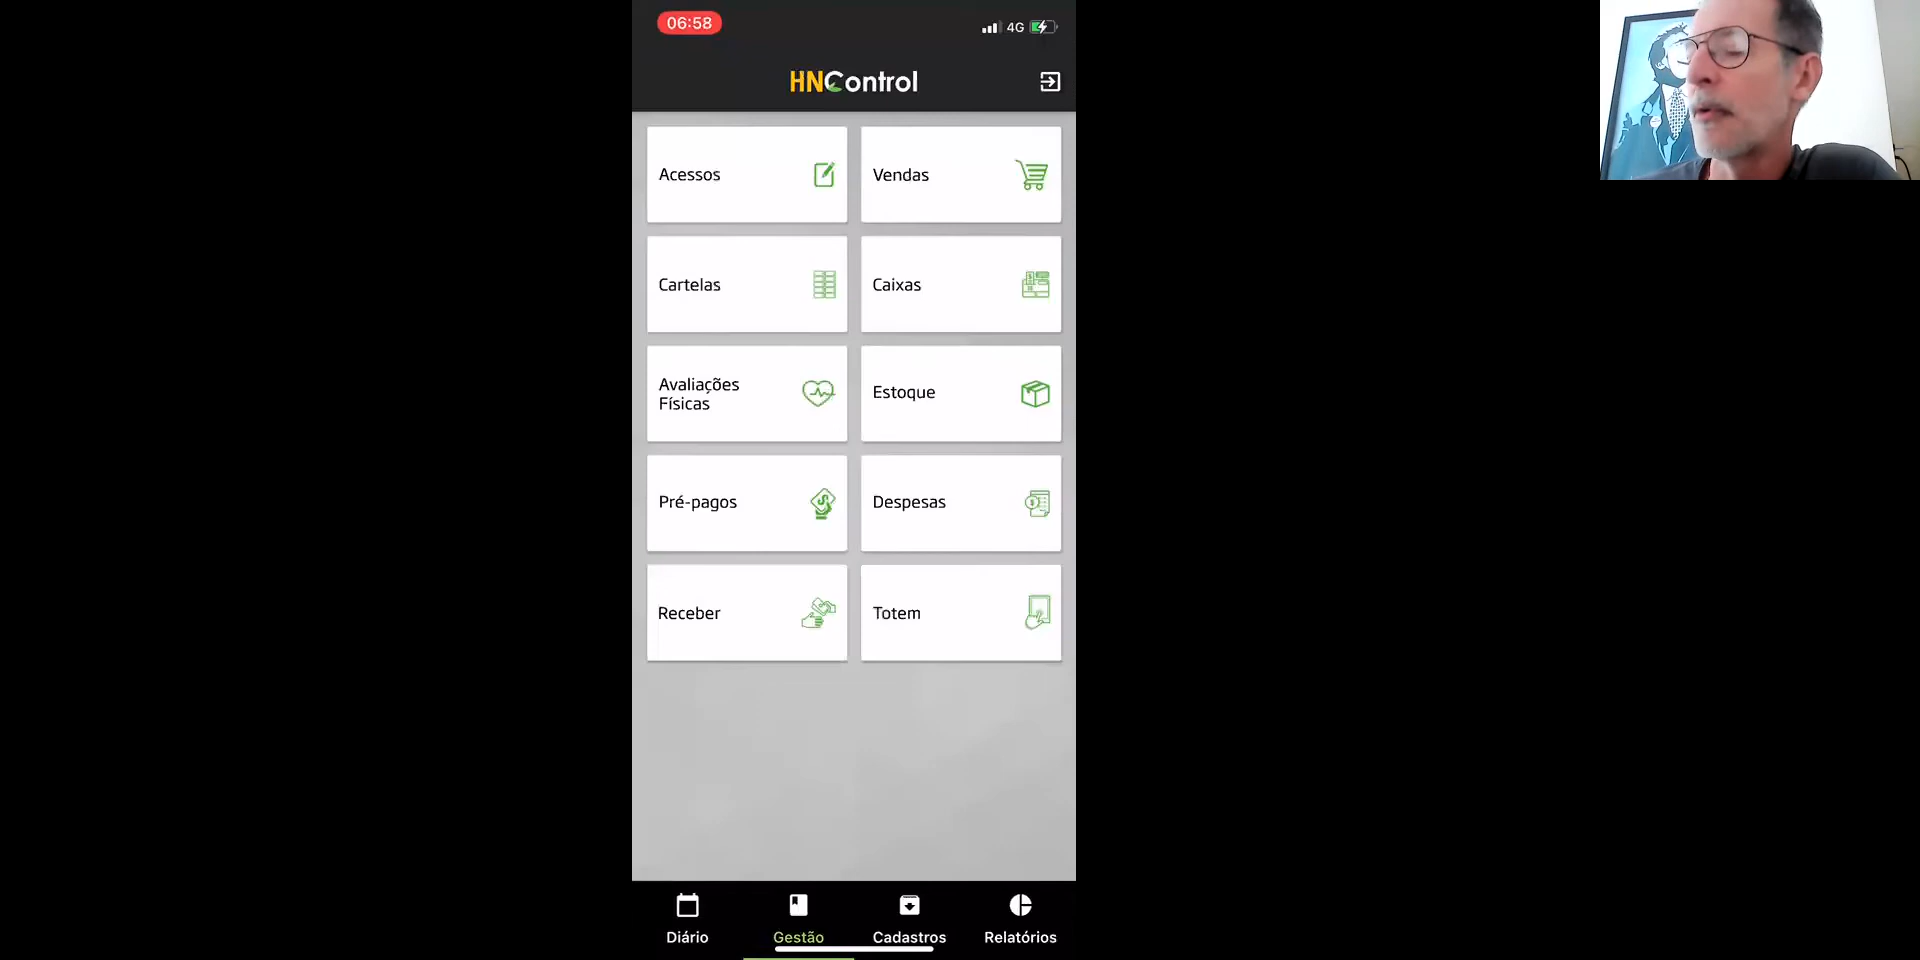 06:58
4G
HNControl
Acessos
Vendas
Cartelas
Caixas
Avaliações
Físicas
Estoque
Pré-pagos
Despesas
Receber
Totem
Diário
Gestão
Cadastros
Relatórios